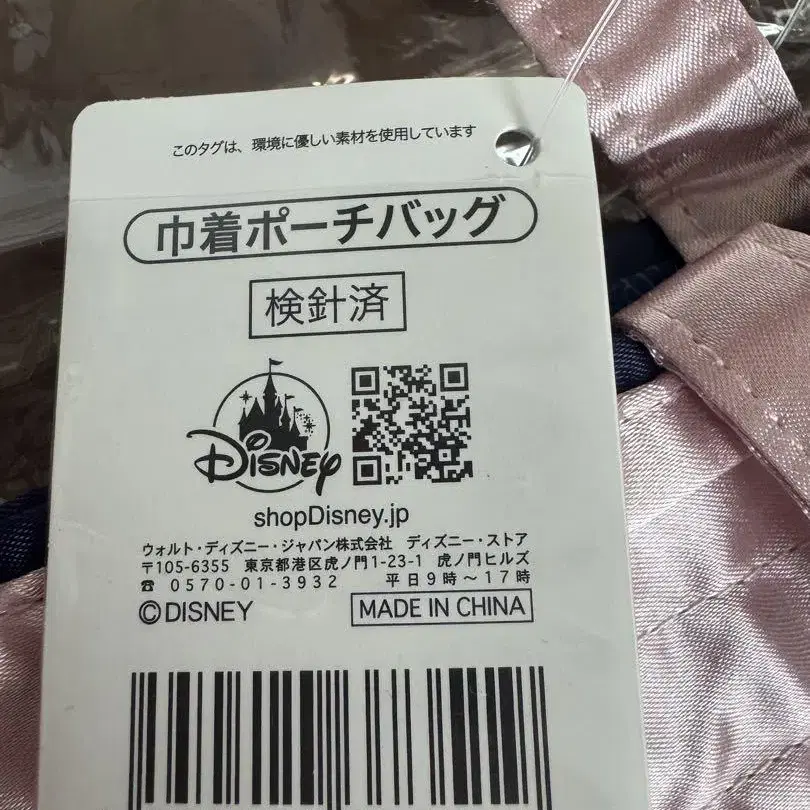 このタグは、環境に優しい素材を使用しています
巾着ポーチバッグ
検針済
Disney
shopDisney.jp
ウォルト・ディズニー・ジャパン株式会社 ディズニー・ストア
〒105-6355 東京都港区虎ノ門1-23-1 虎ノ門ヒルズ
☎ 0570-01-3932 平日9時～17時
©DISNEY MADE IN CHINA